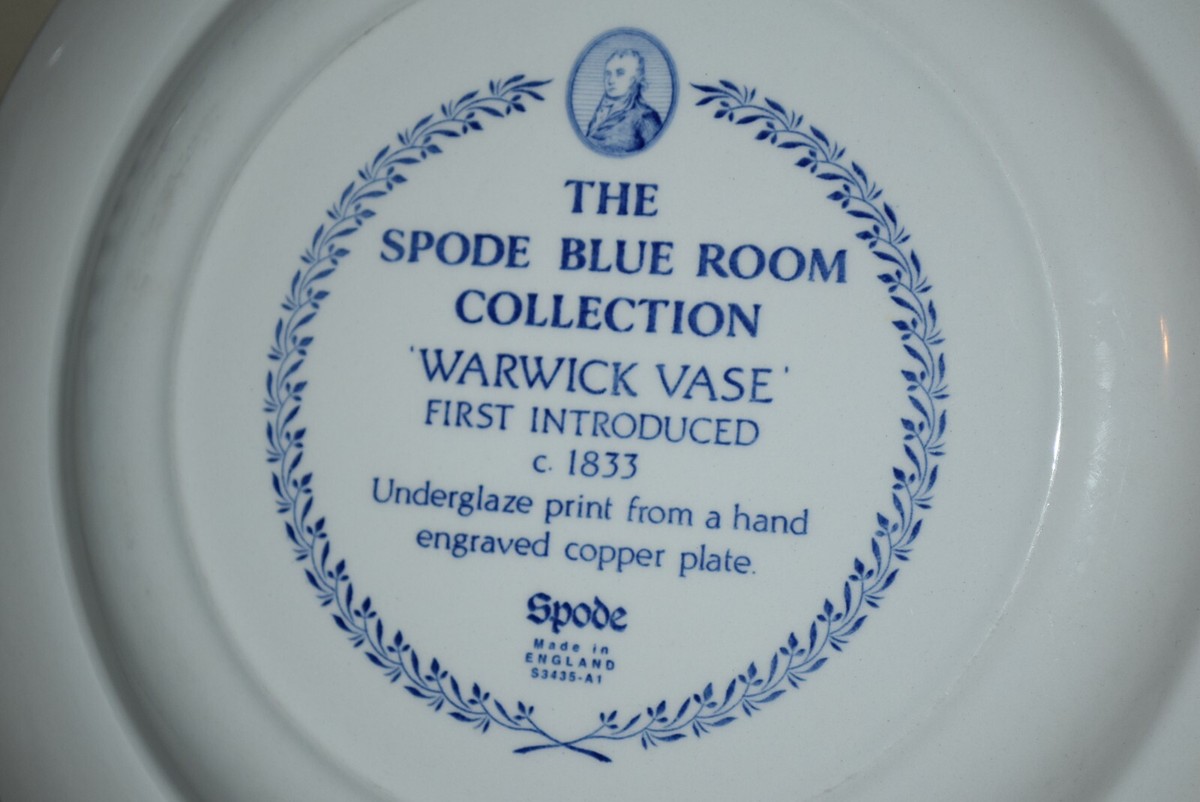 THE
SPODE BLUE ROOM
COLLECTION
'WARWICK VASE'
FIRST INTRODUCED
c. 1833
Underglaze print from a hand
engraved copper plate.
Spode
Made in
ENGLAND
S3435-A1